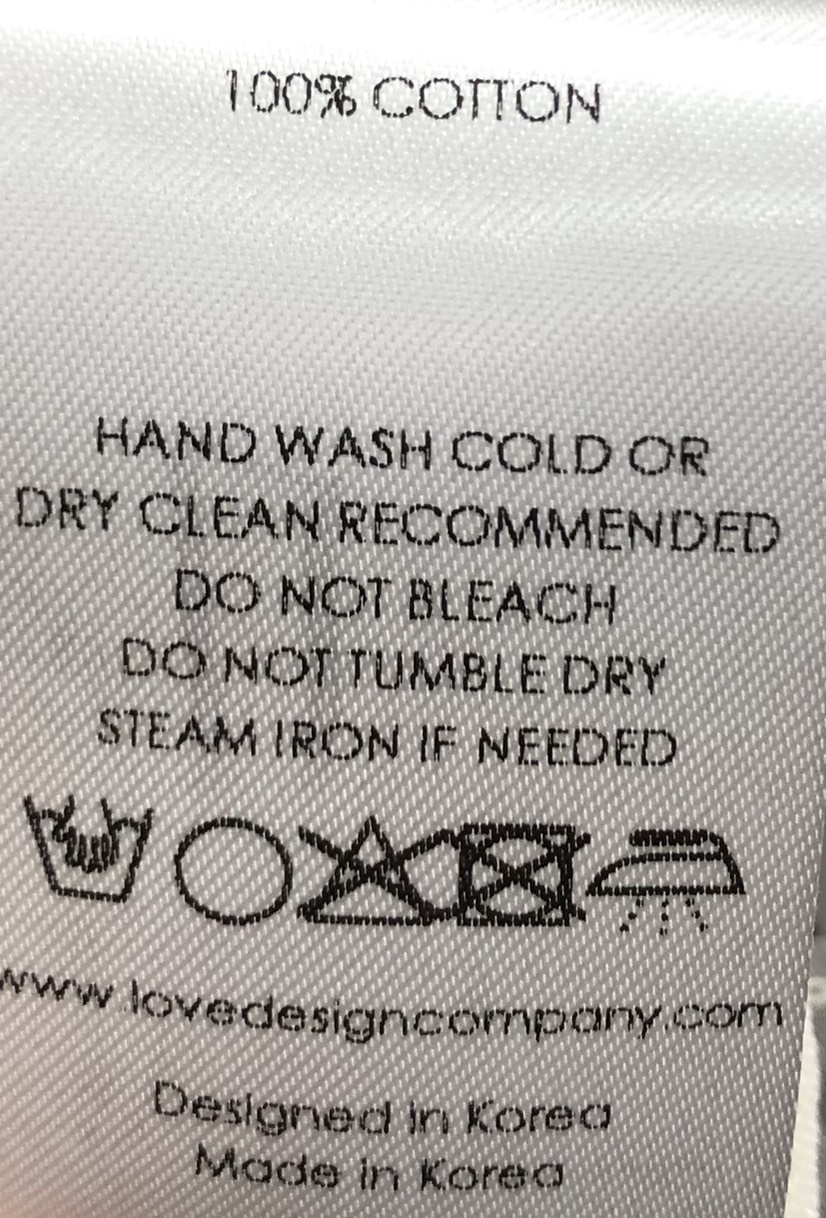 100% COTTON
HAND WASH COLD OR
DRY CLEAN RECOMMENDED
DO NOT BLEACH
DO NOT TUMBLE DRY
STEAM IRON IF NEEDED
www.lovedesigncompany.com
Designed in Korea
Made in Korea